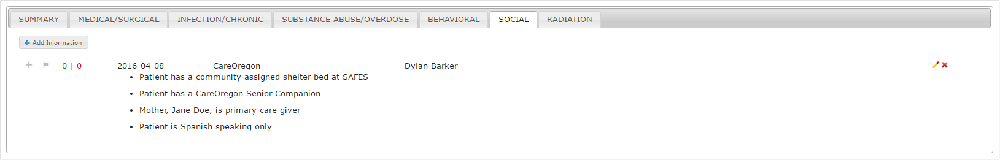 SUMMARY MEDICAL/SURGICAL INFECTION/CHRONIC SUBSTANCE ABUSE/OVERDOSE BEHAVIORAL SOCIAL RADIATION
Add Information
0 | 0 2016-04-08 CareOregon Dylan Barker
• Patient has a community assigned shelter bed at SAFES
• Patient has a CareOregon Senior Companion
• Mother, Jane Doe, is primary care giver
• Patient is Spanish speaking only